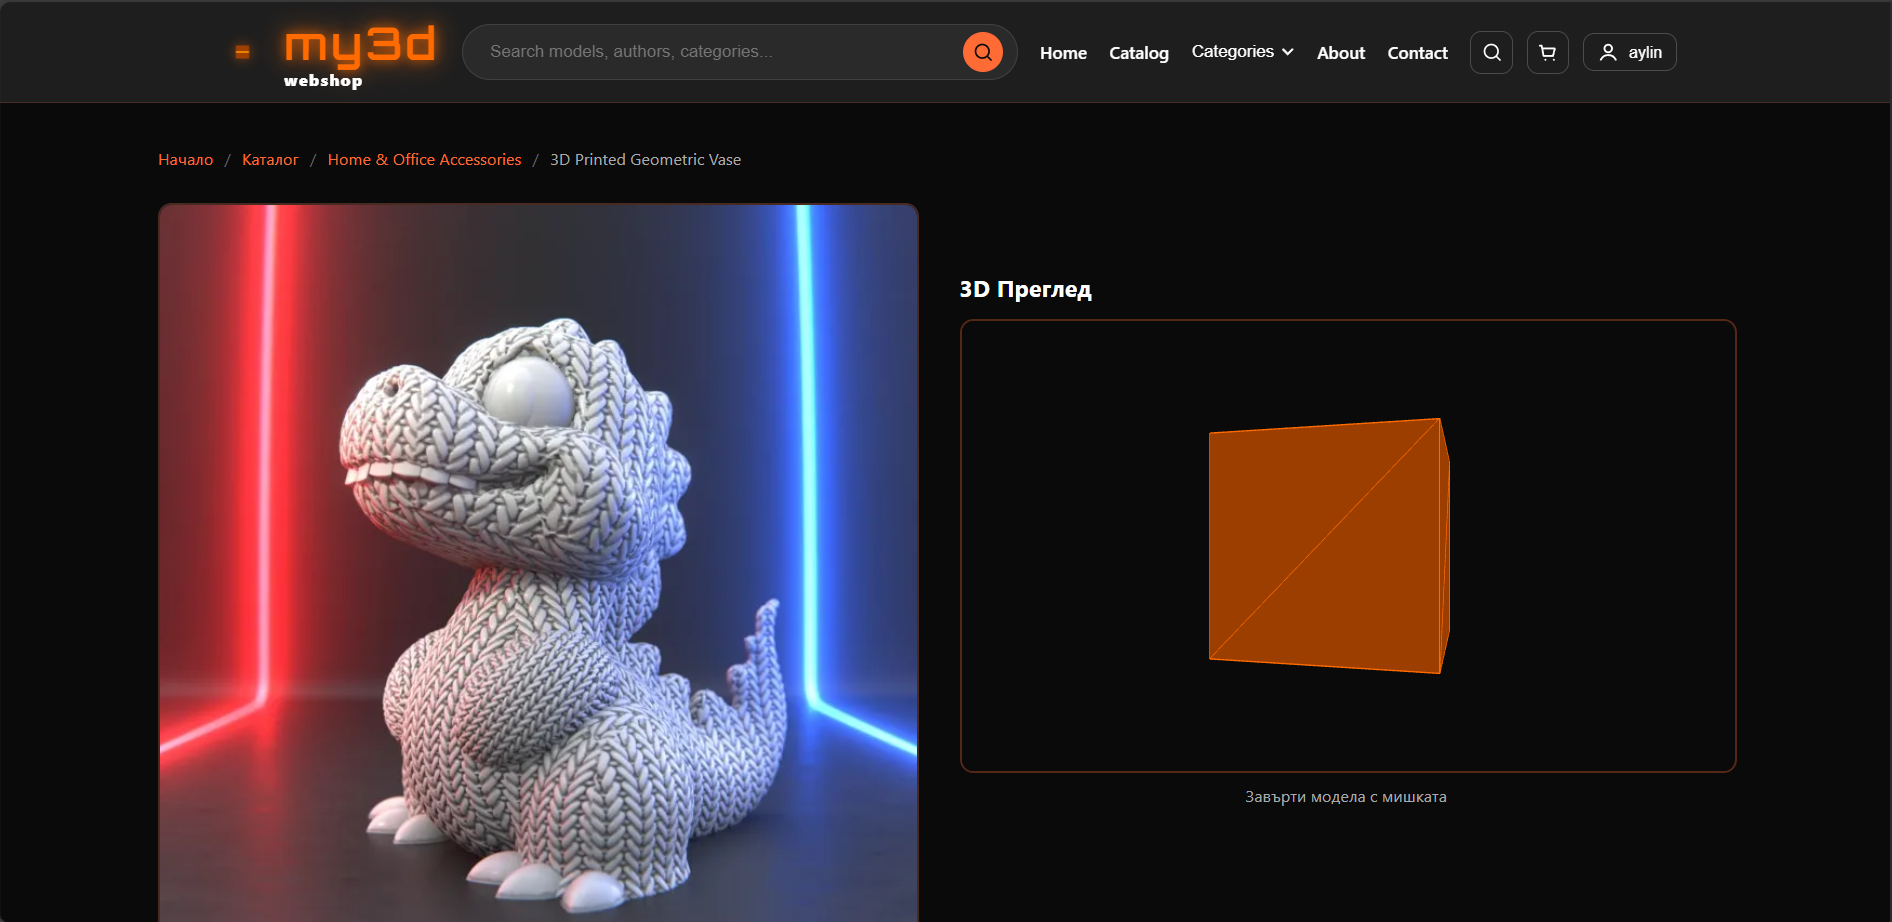 my3d
webshop
Search models, authors, categories...
Home
Catalog
Categories
About
Contact
aylin
Начало / Каталог / Home & Office Accessories / 3D Printed Geometric Vase
3D Преглед
Завърти модела с мишката